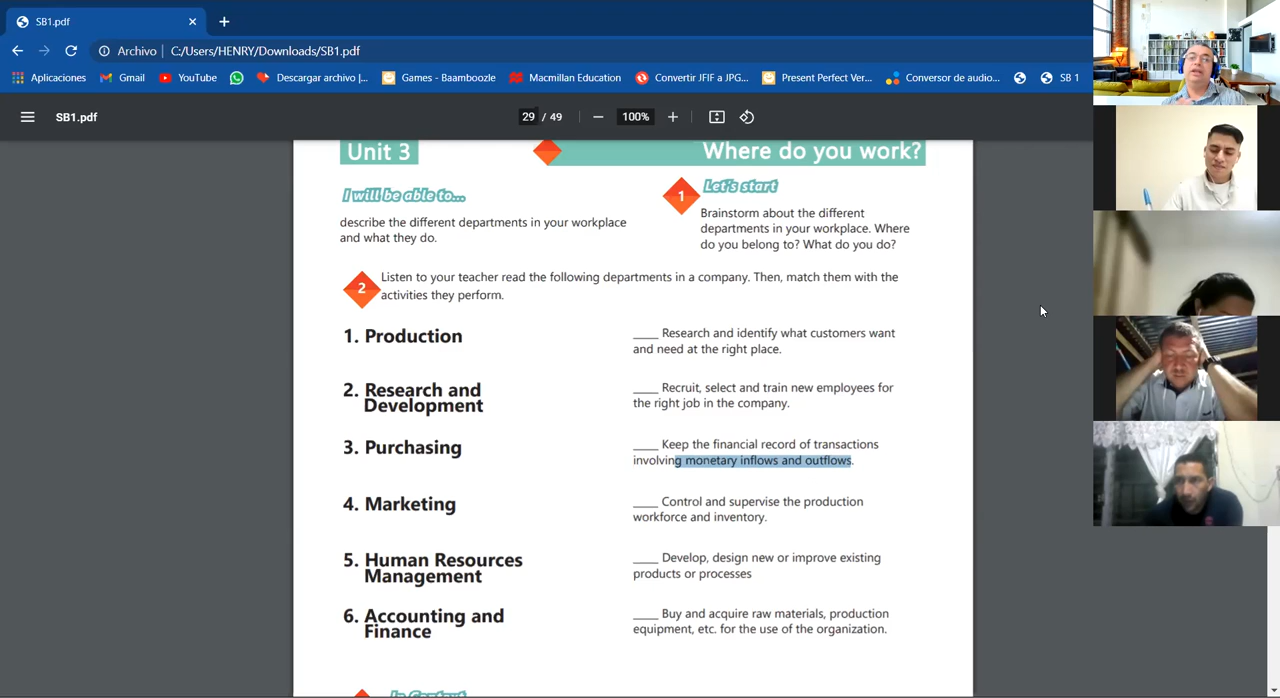 SB1.pdf
Archivo C:/Users/HENRY/Downloads/SB1.pdf
Aplicaciones Gmail YouTube Descargar archivo |... Games - Baamboozle Macmillan Education Convertir JFIF a JPG... Present Perfect Ver... Conversor de audio... SB 1
SB1.pdf 29 / 49 100%
Unit 3 Where do you work?
I will be able to...
describe the different departments in your workplace
and what they do.
1 Let's start
Brainstorm about the different
departments in your workplace. Where
do you belong to? What do you do?
2 Listen to your teacher read the following departments in a company. Then, match them with the
activities they perform.
1. Production
____ Research and identify what customers want
and need at the right place.
2. Research and
Development
____ Recruit, select and train new employees for
the right job in the company.
3. Purchasing
____ Keep the financial record of transactions
involving monetary inflows and outflows.
4. Marketing
____ Control and supervise the production
workforce and inventory.
5. Human Resources
Management
____ Develop, design new or improve existing
products or processes
6. Accounting and
Finance
____ Buy and acquire raw materials, production
equipment, etc. for the use of the organization.
In Context